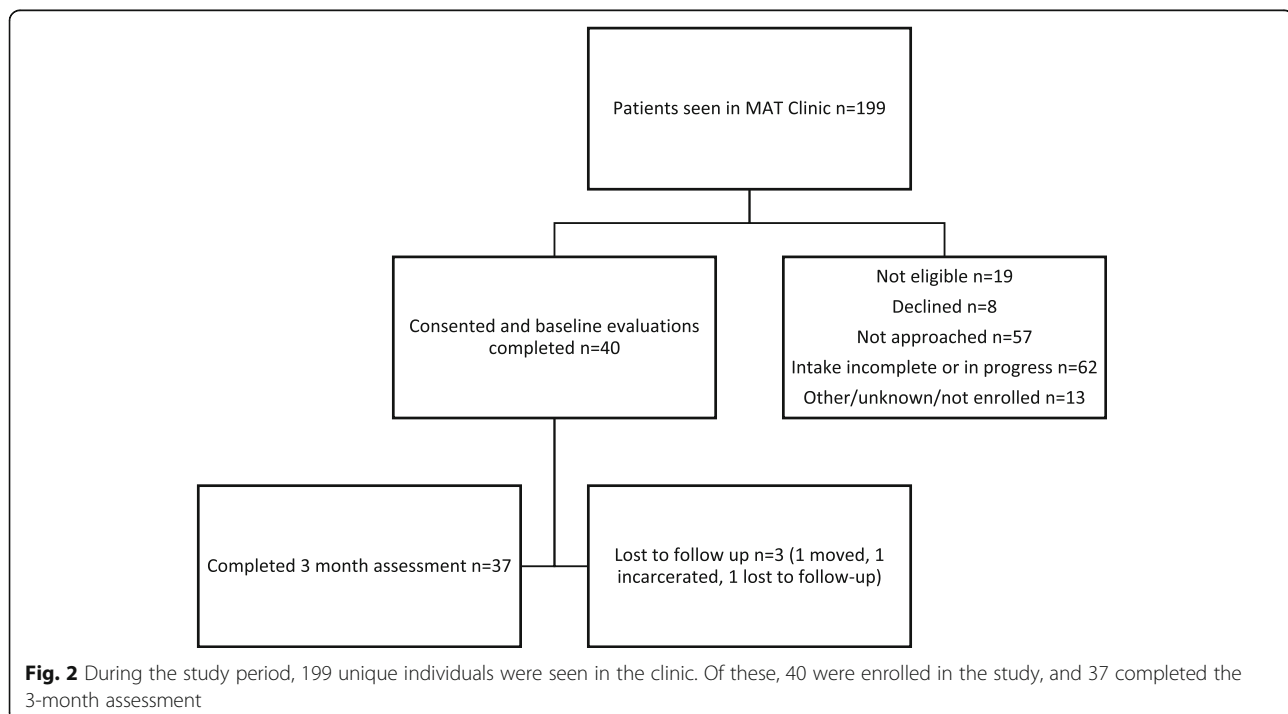 Patients seen in MAT Clinic n=199
Consented and baseline evaluations
completed n=40
Not eligible n=19
Declined n=8
Not approached n=57
Intake incomplete or in progress n=62
Other/unknown/not enrolled n=13
Completed 3 month assessment n=37
Lost to follow up n=3 (1 moved, 1
incarcerated, 1 lost to follow-up)
Fig. 2 During the study period, 199 unique individuals were seen in the clinic. Of these, 40 were enrolled in the study, and 37 completed the
3-month assessment